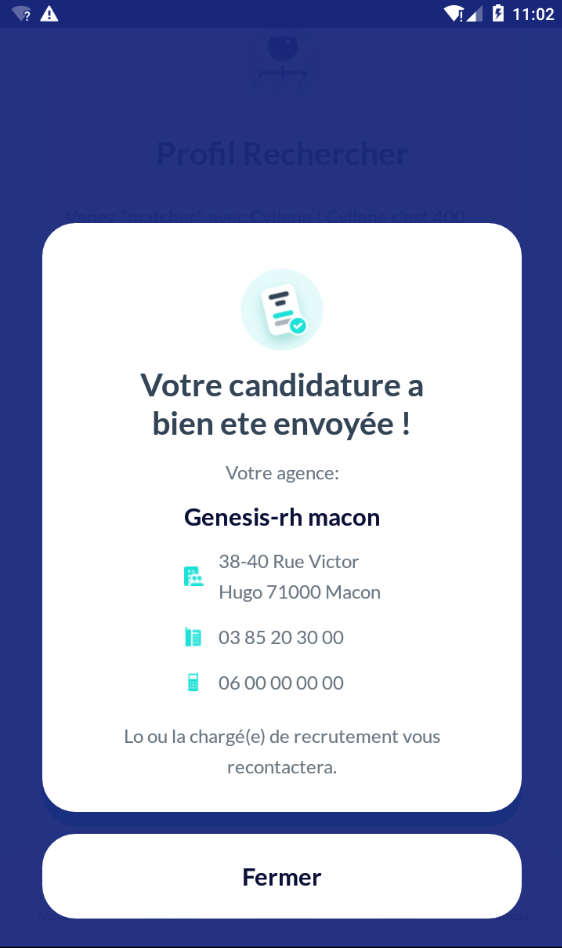 11:02
Profil Rechercher
Venez "matcher" avec Cyllene ! Cyllene c'est 400
Votre candidature a
bien ete envoyée !
Votre agence:
Genesis-rh macon
38-40 Rue Victor
Hugo 71000 Macon
03 85 20 30 00
06 00 00 00 00
Lo ou la chargé(e) de recrutement vous
recontactera.
Fermer